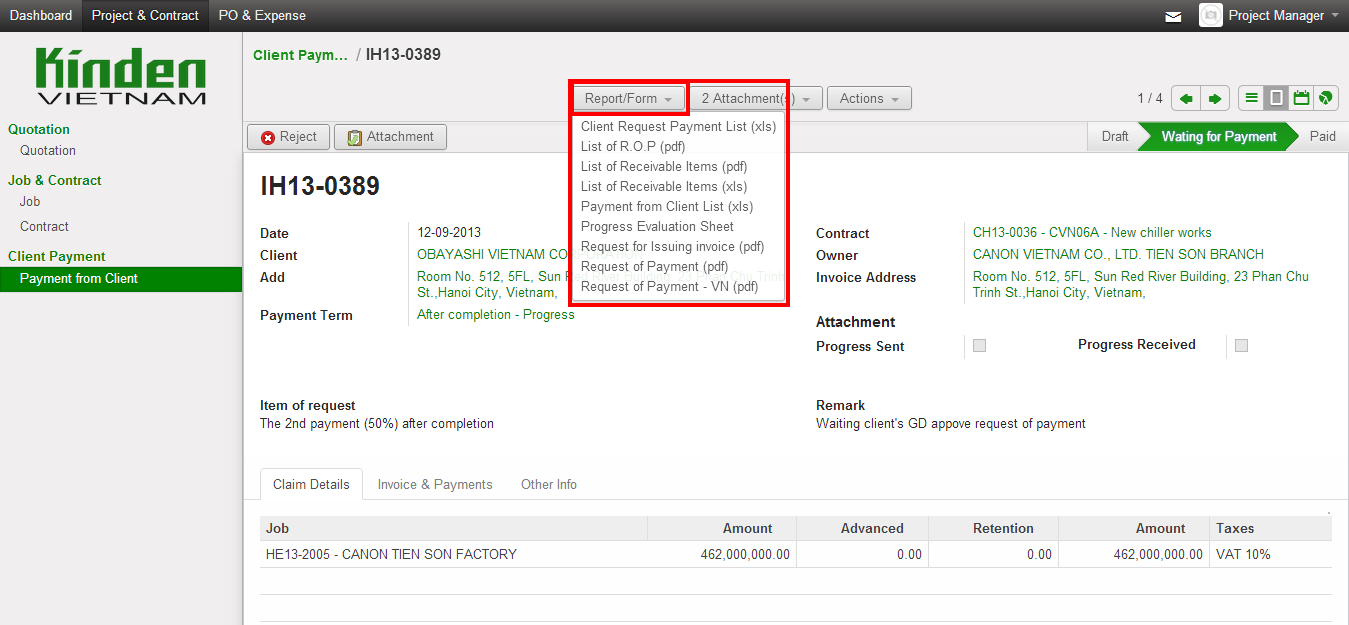 Dashboard Project & Contract PO & Expense Project Manager
Kinden
VIETNAM
Client Paym... / IH13-0389
Report/Form 2 Attachment(s) Actions 1 / 4
Reject Attachment Draft Wating for Payment Paid
Quotation
Quotation
Job & Contract
Job
Contract
Client Payment
Payment from Client
Client Request Payment List (xls)
List of R.O.P (pdf)
List of Receivable Items (pdf)
List of Receivable Items (xls)
Payment from Client List (xls)
Progress Evaluation Sheet
Request for Issuing invoice (pdf)
Request of Payment (pdf)
Request of Payment - VN (pdf)
IH13-0389
Date 12-09-2013
Client OBAYASHI VIETNAM CORPORATION
Add Room No. 512, 5FL, Sun Red River Building, 23 Phan Chu Trinh
St.,Hanoi City, Vietnam,
Payment Term After completion - Progress
Contract CH13-0036 - CVN06A - New chiller works
Owner CANON VIETNAM CO., LTD. TIEN SON BRANCH
Invoice Address Room No. 512, 5FL, Sun Red River Building, 23 Phan Chu
Trinh St.,Hanoi City, Vietnam,
Attachment
Progress Sent Progress Received
Item of request
The 2nd payment (50%) after completion
Remark
Waiting client's GD appove request of payment
Claim Details Invoice & Payments Other Info
Job Amount Advanced Retention Amount Taxes
HE13-2005 - CANON TIEN SON FACTORY 462,000,000.00 0.00 0.00 462,000,000.00 VAT 10%